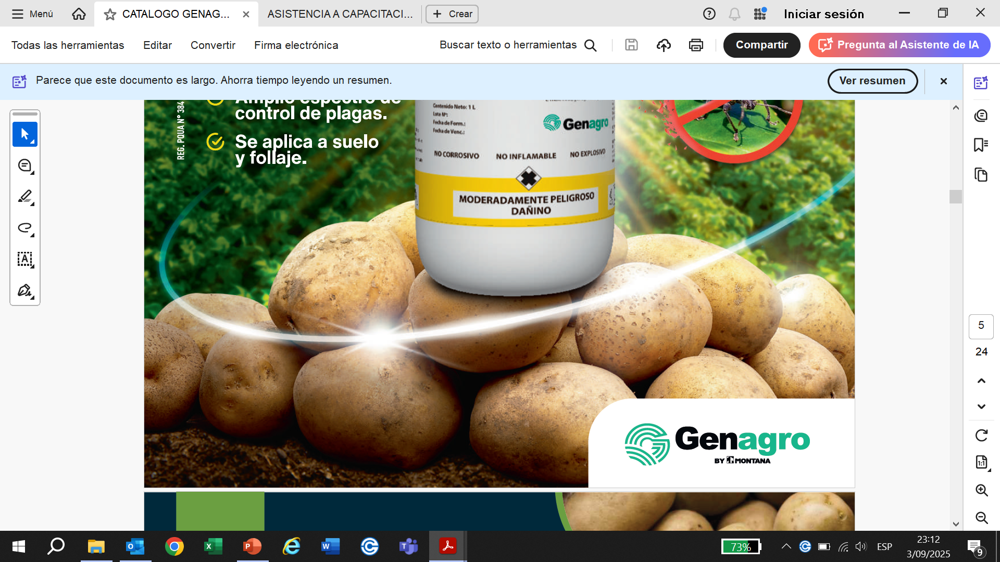 Menú
CATALOGO GENAG...
ASISTENCIA A CAPACITACI...
Crear
Iniciar sesión
Todas las herramientas
Editar
Convertir
Firma electrónica
Buscar texto o herramientas
Compartir
Pregunta al Asistente de IA
Parece que este documento es largo. Ahorra tiempo leyendo un resumen.
Ver resumen
REG. PQUA N° 384
Amplio espectro de
control de plagas.
Se aplica a suelo
y follaje.
Contenido Neto: 1 L
Lote N°:
Fecha de Form.:
Fecha de Venc.:
Genagro
NO CORROSIVO
NO INFLAMABLE
NO EXPLOSIVO
MODERADAMENTE PELIGROSO
DAÑINO
Genagro
BY MONTANA
5
24
73%
ESP
23:12
3/09/2025
9